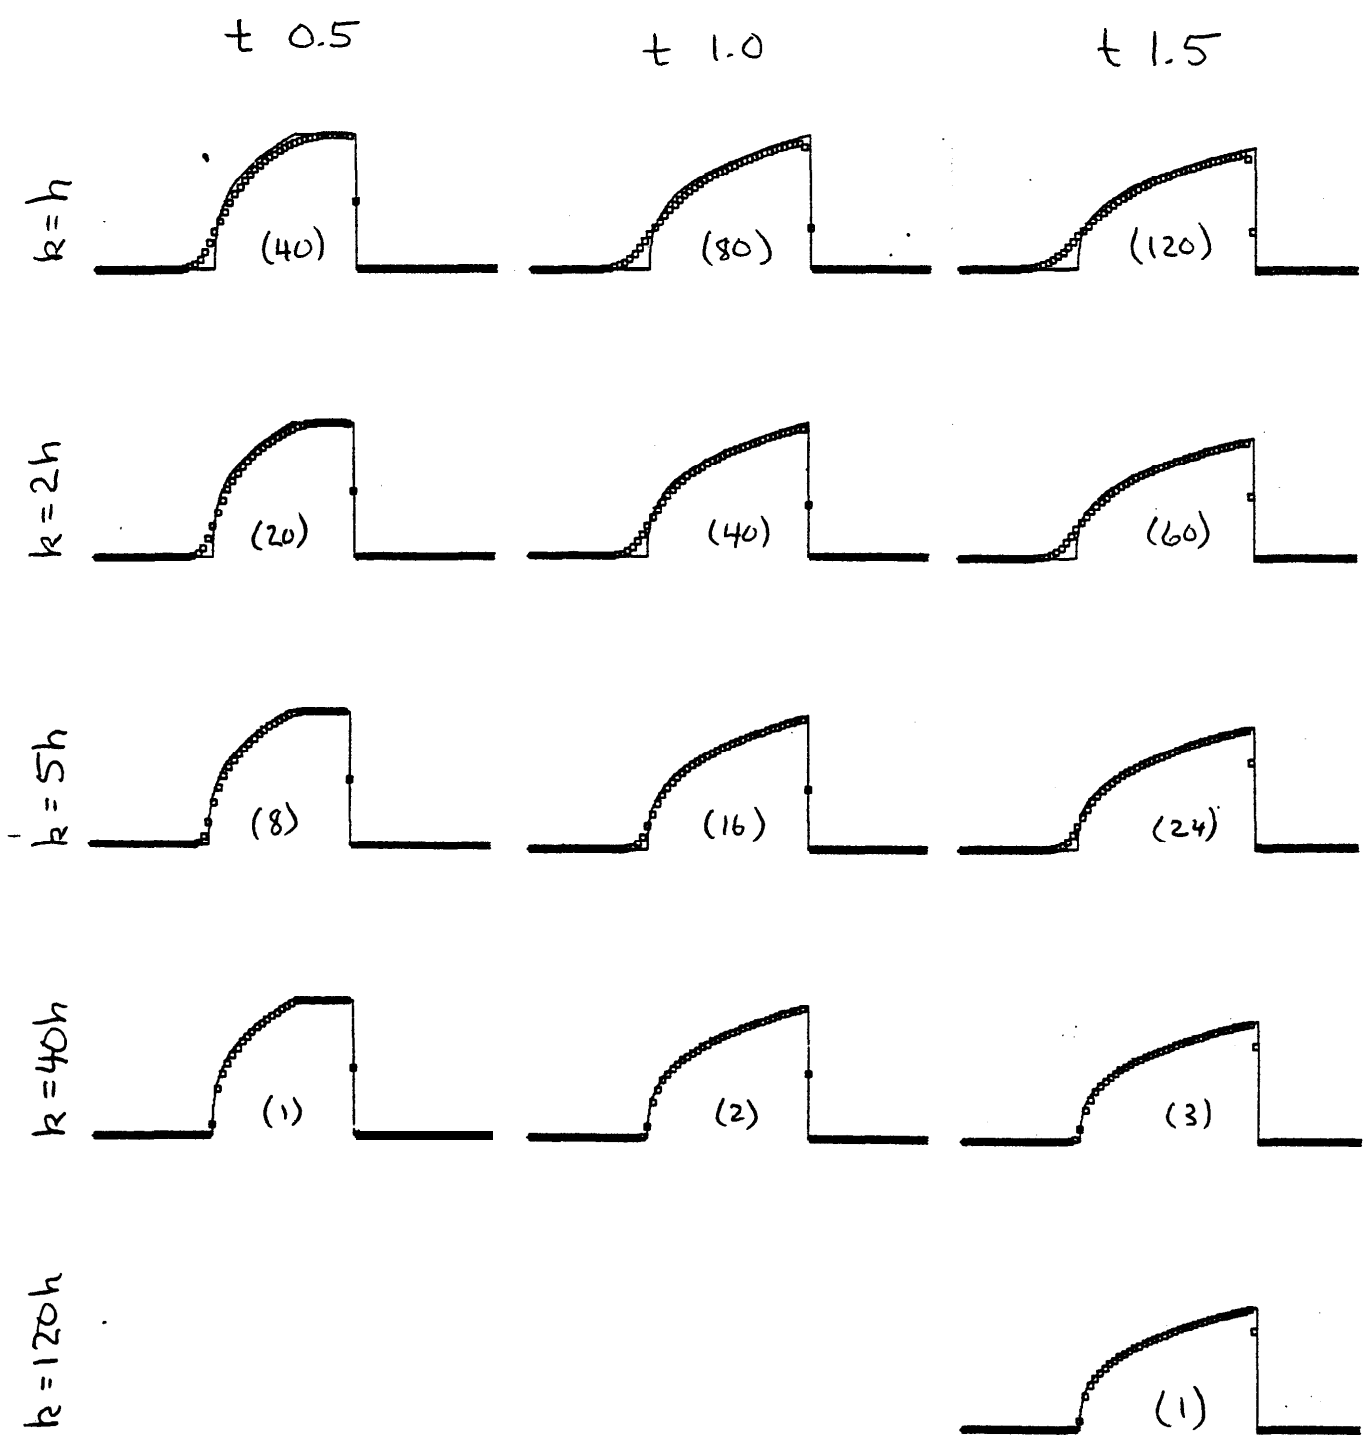 t 0.5 t 1.0 t 1.5
k=h (40) (80) (120)
k=2h (20) (40) (60)
k=5h (8) (16) (24)
k=40h (1) (2) (3)
k=120h (1)